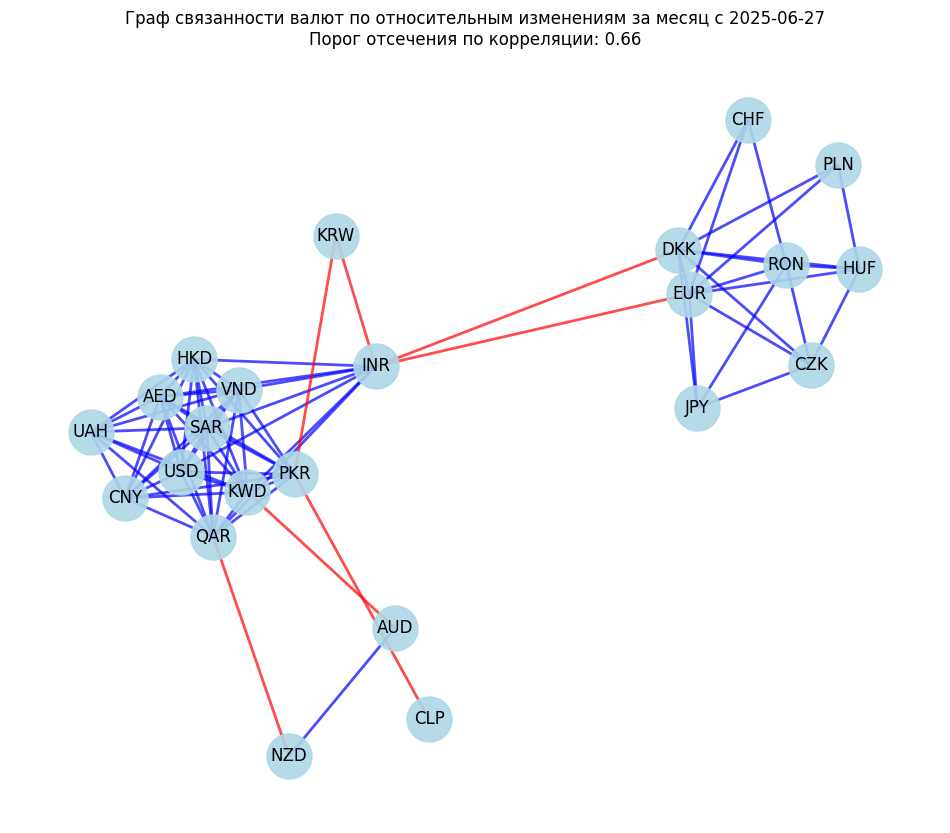 Граф связанности валют по относительным изменениям за месяц с 2025-06-27
Порог отсечения по корреляции: 0.66
CHF
PLN
KRW
DKK
RON
HUF
EUR
HKD
INR
CZK
VND
AED
JPY
SAR
UAH
USD
PKR
KWD
CNY
QAR
AUD
CLP
NZD